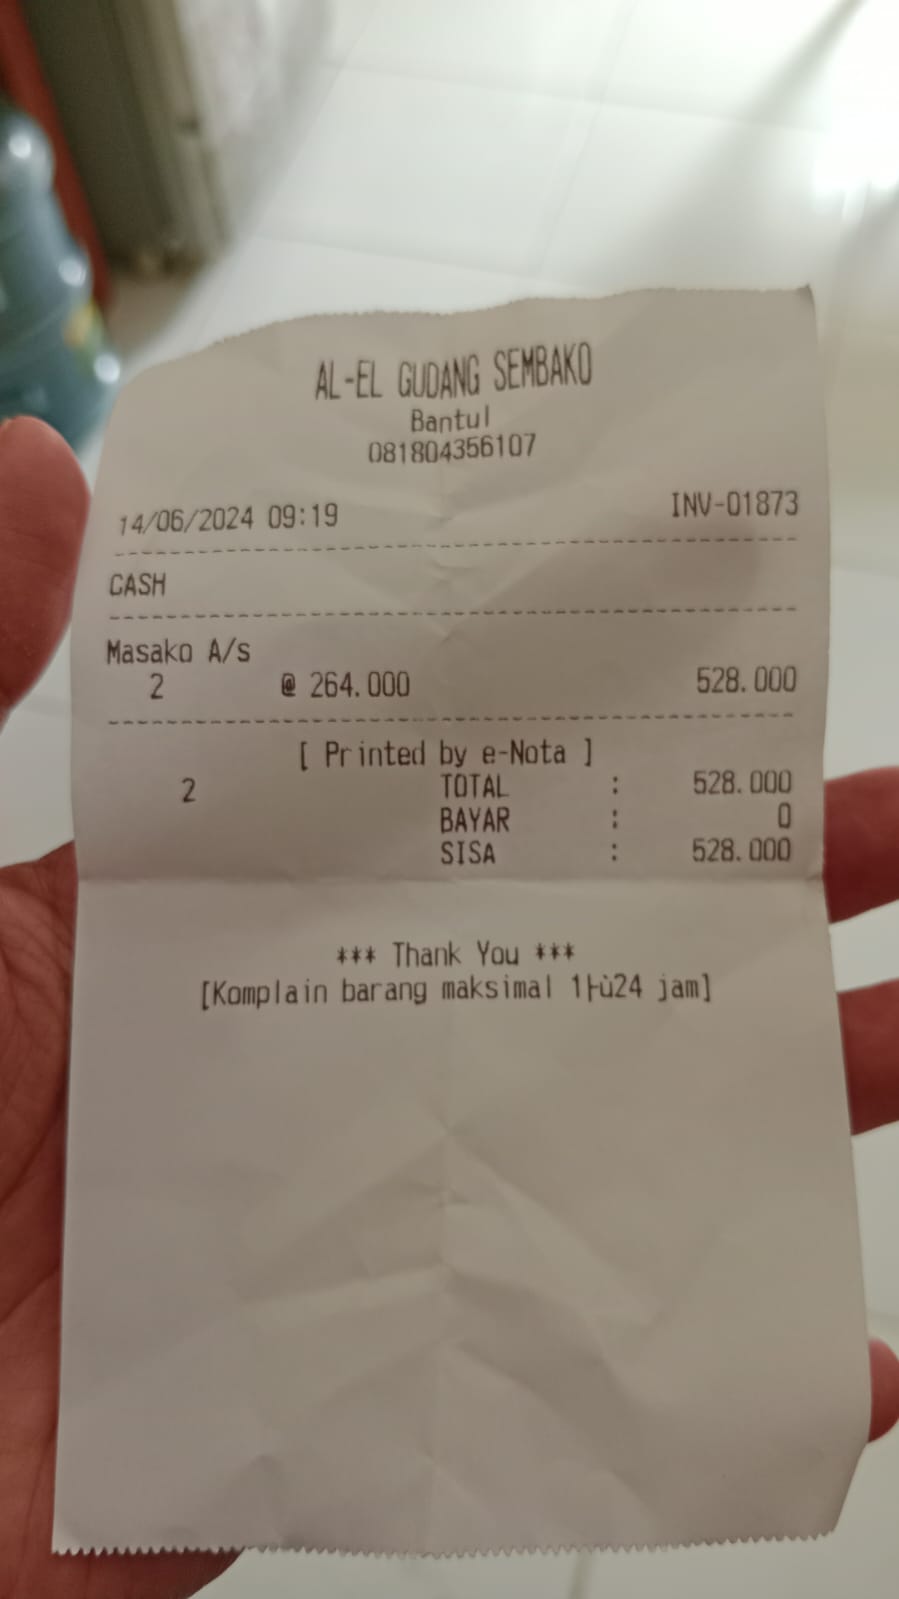 AL-EL GUDANG SEMBAKO
Bantul
081804356107
14/06/2024 09:19 INV-01873
CASH
Masako A/s
2 @ 264.000 528.000
[ Printed by e-Nota ]
2 TOTAL : 528.000
BAYAR : 0
SISA : 528.000
*** Thank You ***
[Komplain barang maksimal 1├ù24 jam]